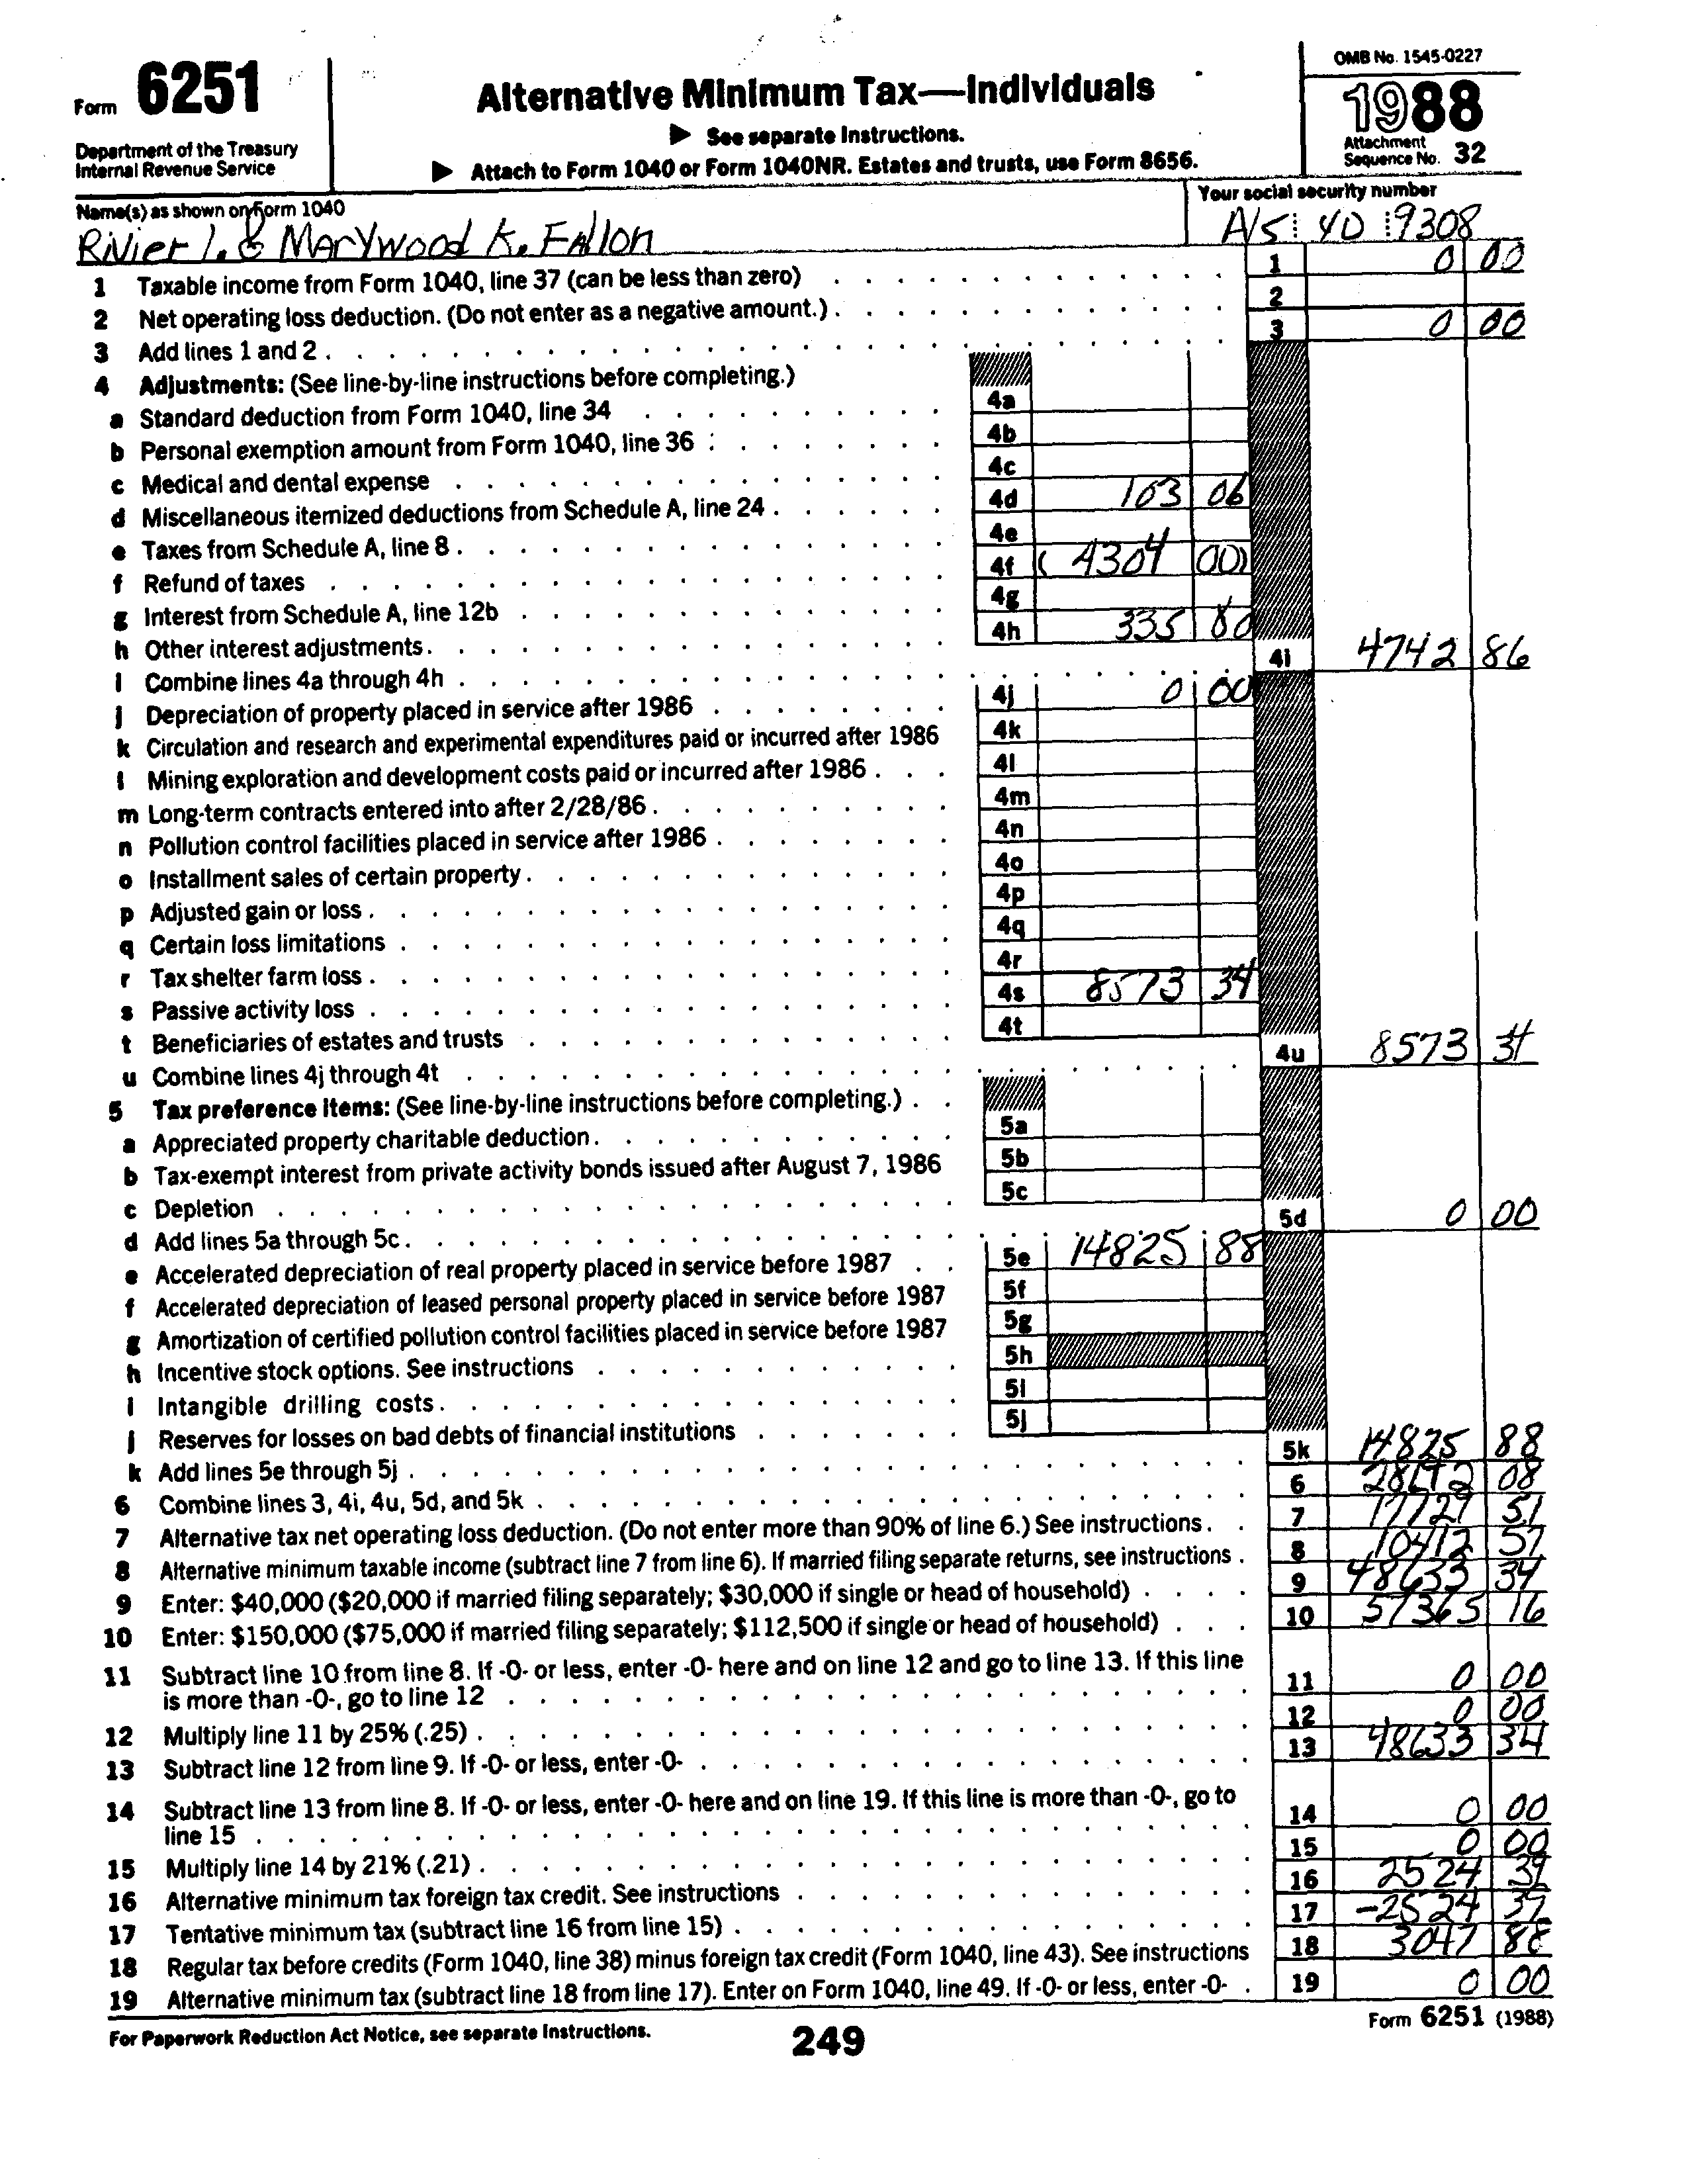 Form 6251
Department of the Treasury
Internal Revenue Service
Alternative Minimum Tax—Individuals
▶ See separate Instructions.
▶ Attach to Form 1040 or Form 1040NR. Estates and trusts, use Form 8656.
OMB No. 1545-0227
1988
Attachment
Sequence No. 32
Name(s) as shown on Form 1040
Your social security number
Rivier L. & Marywood K. Fallon A/5 40 9308
1 Taxable income from Form 1040, line 37 (can be less than zero) 1 0 00
2 Net operating loss deduction. (Do not enter as a negative amount.) 2
3 Add lines 1 and 2 3 0 00
4 Adjustments: (See line-by-line instructions before completing.)
a Standard deduction from Form 1040, line 34 4a
b Personal exemption amount from Form 1040, line 36 4b
c Medical and dental expense 4c
d Miscellaneous itemized deductions from Schedule A, line 24 4d 103 06
e Taxes from Schedule A, line 8 4e
f Refund of taxes 4f ( 4304 00)
g Interest from Schedule A, line 12b 4g
h Other interest adjustments 4h 335 80
i Combine lines 4a through 4h 4i 4742 86
j Depreciation of property placed in service after 1986 4j 0 00
k Circulation and research and experimental expenditures paid or incurred after 1986 4k
l Mining exploration and development costs paid or incurred after 1986 4l
m Long-term contracts entered into after 2/28/86 4m
n Pollution control facilities placed in service after 1986 4n
o Installment sales of certain property 4o
p Adjusted gain or loss 4p
q Certain loss limitations 4q
r Tax shelter farm loss 4r
s Passive activity loss 4s 8573 34
t Beneficiaries of estates and trusts 4t
u Combine lines 4j through 4t 4u 8573 34
5 Tax preference items: (See line-by-line instructions before completing.)
a Appreciated property charitable deduction 5a
b Tax-exempt interest from private activity bonds issued after August 7, 1986 5b
c Depletion 5c
d Add lines 5a through 5c 5d 0 00
e Accelerated depreciation of real property placed in service before 1987 5e 14825 88
f Accelerated depreciation of leased personal property placed in service before 1987 5f
g Amortization of certified pollution control facilities placed in service before 1987 5g
h Incentive stock options. See instructions 5h
i Intangible drilling costs 5i
j Reserves for losses on bad debts of financial institutions 5j
k Add lines 5e through 5j 5k 14825 88
6 Combine lines 3, 4i, 4u, 5d, and 5k 6 08
7 Alternative tax net operating loss deduction. (Do not enter more than 90% of line 6.) See instructions. 7 51
8 Alternative minimum taxable income (subtract line 7 from line 6). If married filing separate returns, see instructions 8 10412 57
9 Enter: $40,000 ($20,000 if married filing separately; $30,000 if single or head of household) 9 48633 34
10 Enter: $150,000 ($75,000 if married filing separately; $112,500 if single or head of household) 10 57365 16
11 Subtract line 10 from line 8. If -0- or less, enter -0- here and on line 12 and go to line 13. If this line
is more than -0-, go to line 12 11 0 00
12 Multiply line 11 by 25% (.25) 12 0 00
13 Subtract line 12 from line 9. If -0- or less, enter -0- 13 48633 34
14 Subtract line 13 from line 8. If -0- or less, enter -0- here and on line 19. If this line is more than -0-, go to
line 15 14 0 00
15 Multiply line 14 by 21% (.21) 15 0 00
16 Alternative minimum tax foreign tax credit. See instructions 16 2524 39
17 Tentative minimum tax (subtract line 16 from line 15) 17 -2524 39
18 Regular tax before credits (Form 1040, line 38) minus foreign tax credit (Form 1040, line 43). See instructions 18 3047
19 Alternative minimum tax (subtract line 18 from line 17). Enter on Form 1040, line 49. If -0- or less, enter -0- 19 0 00
For Paperwork Reduction Act Notice, see separate Instructions.
249
Form 6251 (1988)